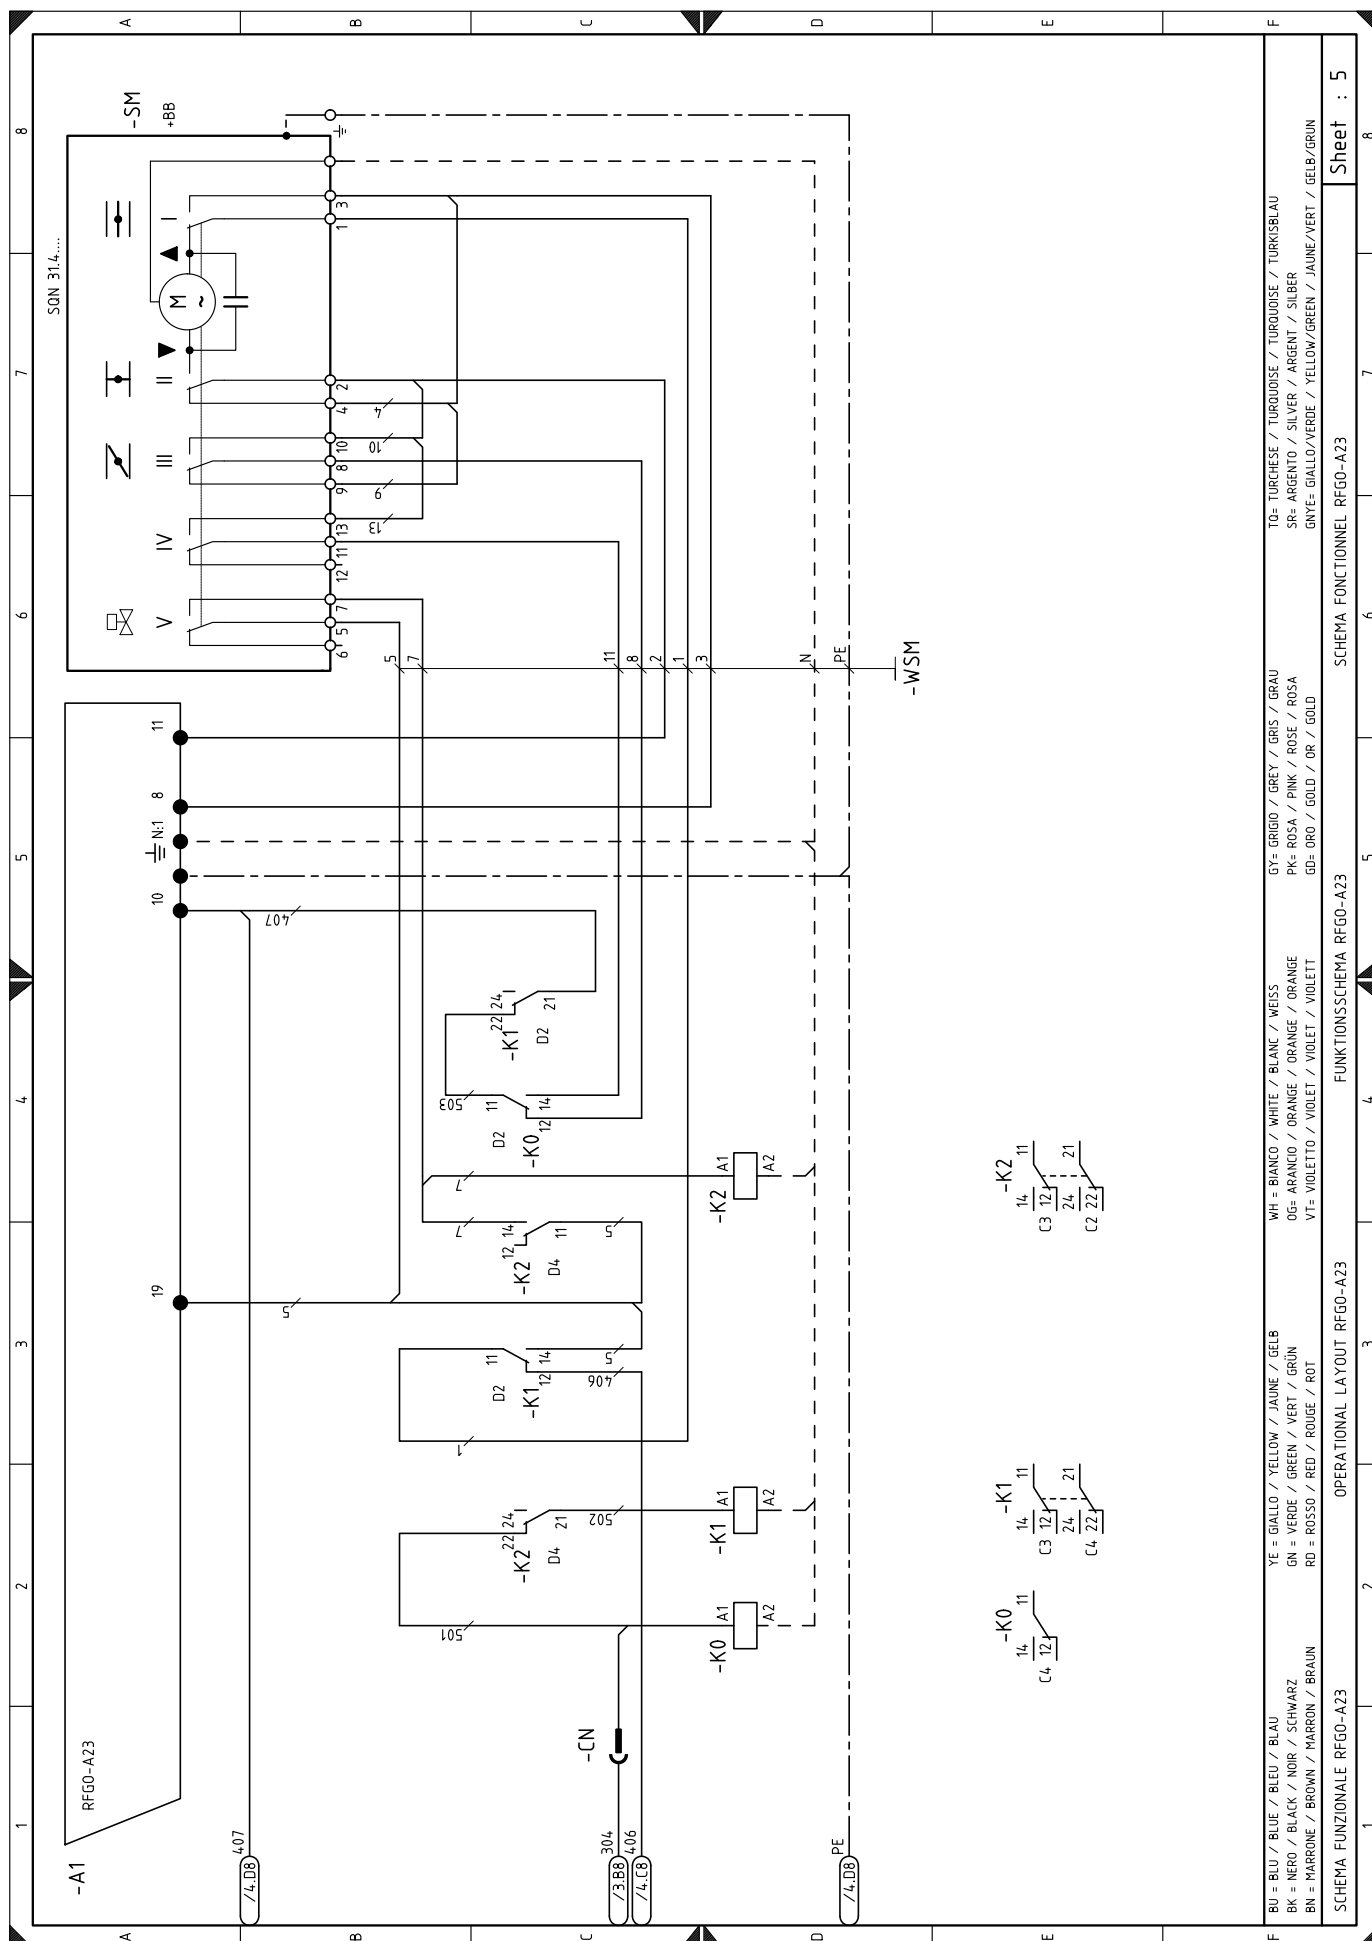 A
B
C
D
E
F
8
7
6
5
4
3
2
1
-SM
+BB
SQN 31.4....
M
~
I
II
III
IV
V
3
1
2
4
10
8
9
13
11
12
7
5
6
4
10
9
13
5
7
11
8
2
1
3
N
PE
-WSM
11
8
N:1
10
19
407
RFGO-A23
-A1
22 24
21
-K1
D2
503
11
14
12
D2
-K0
7
A1
A2
-K2
7
5
12 14
11
-K2
D4
5
11
14
12
D2
-K1
5
406
1
22 24
21
-K2
D4
502
A1
A2
-K1
501
A1
A2
-K0
-CN
407
/4.D8
304
/3.B8
406
/4.C8
PE
/4.D8
-K0
14
11
12
C4
-K1
14
11
12
C3
24
21
22
C4
-K2
14
11
12
C3
24
21
22
C2
BU = BLU / BLUE / BLEU / BLAU
BK = NERO / BLACK / NOIR / SCHWARZ
BN = MARRONE / BROWN / MARRON / BRAUN
YE = GIALLO / YELLOW / JAUNE / GELB
GN = VERDE / GREEN / VERT / GRÜN
RD = ROSSO / RED / ROUGE / ROT
WH = BIANCO / WHITE / BLANC / WEISS
OG= ARANCIO / ORANGE / ORANGE / ORANGE
VT= VIOLETTO / VIOLET / VIOLET / VIOLETT
GY= GRIGIO / GREY / GRIS / GRAU
PK= ROSA / PINK / ROSE / ROSA
GD= ORO / GOLD / OR / GOLD
TQ= TURCHESE / TURQUOISE / TURQUOISE / TURKISBLAU
SR= ARGENTO / SILVER / ARGENT / SILBER
GNYE= GIALLO/VERDE / YELLOW/GREEN / JAUNE/VERT / GELB/GRUN
SCHEMA FUNZIONALE RFGO-A23
OPERATIONAL LAYOUT RFGO-A23
FUNKTIONSSCHEMA RFGO-A23
SCHEMA FONCTIONNEL RFGO-A23
Sheet : 5
1
2
3
4
5
6
7
8
A
B
C
D
E
F